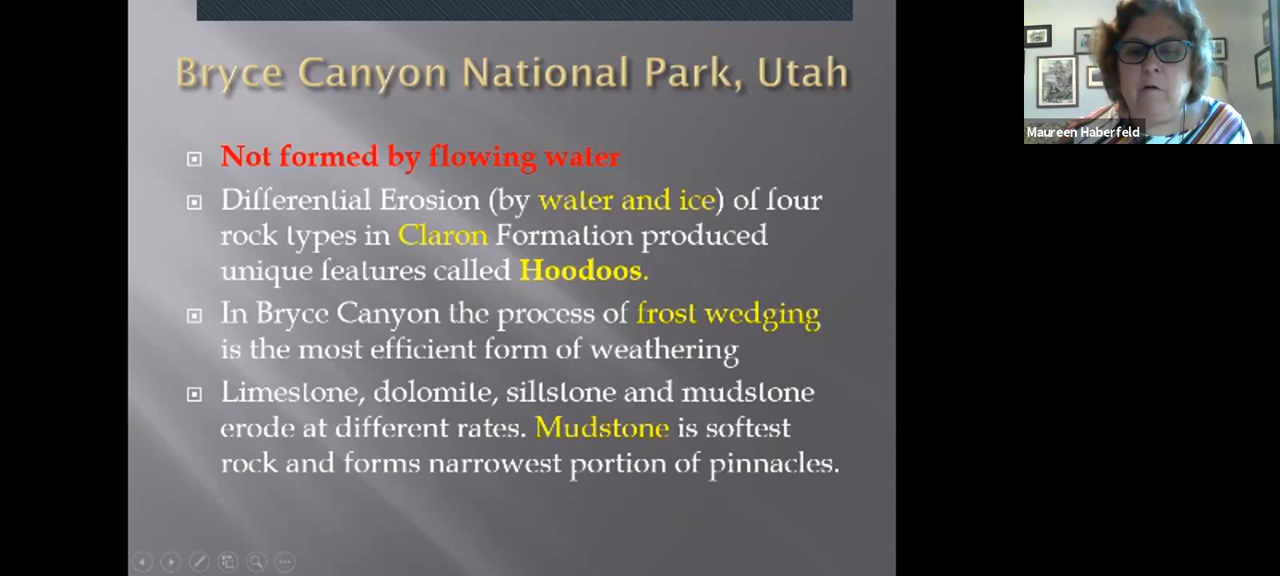 Bryce Canyon National Park, Utah
Not formed by flowing water
Differential Erosion (by water and ice) of four
rock types in Claron Formation produced
unique features called Hoodoos.
In Bryce Canyon the process of frost wedging
is the most efficient form of weathering
Limestone, dolomite, siltstone and mudstone
erode at different rates. Mudstone is softest
rock and forms narrowest portion of pinnacles.
Maureen Haberfeld